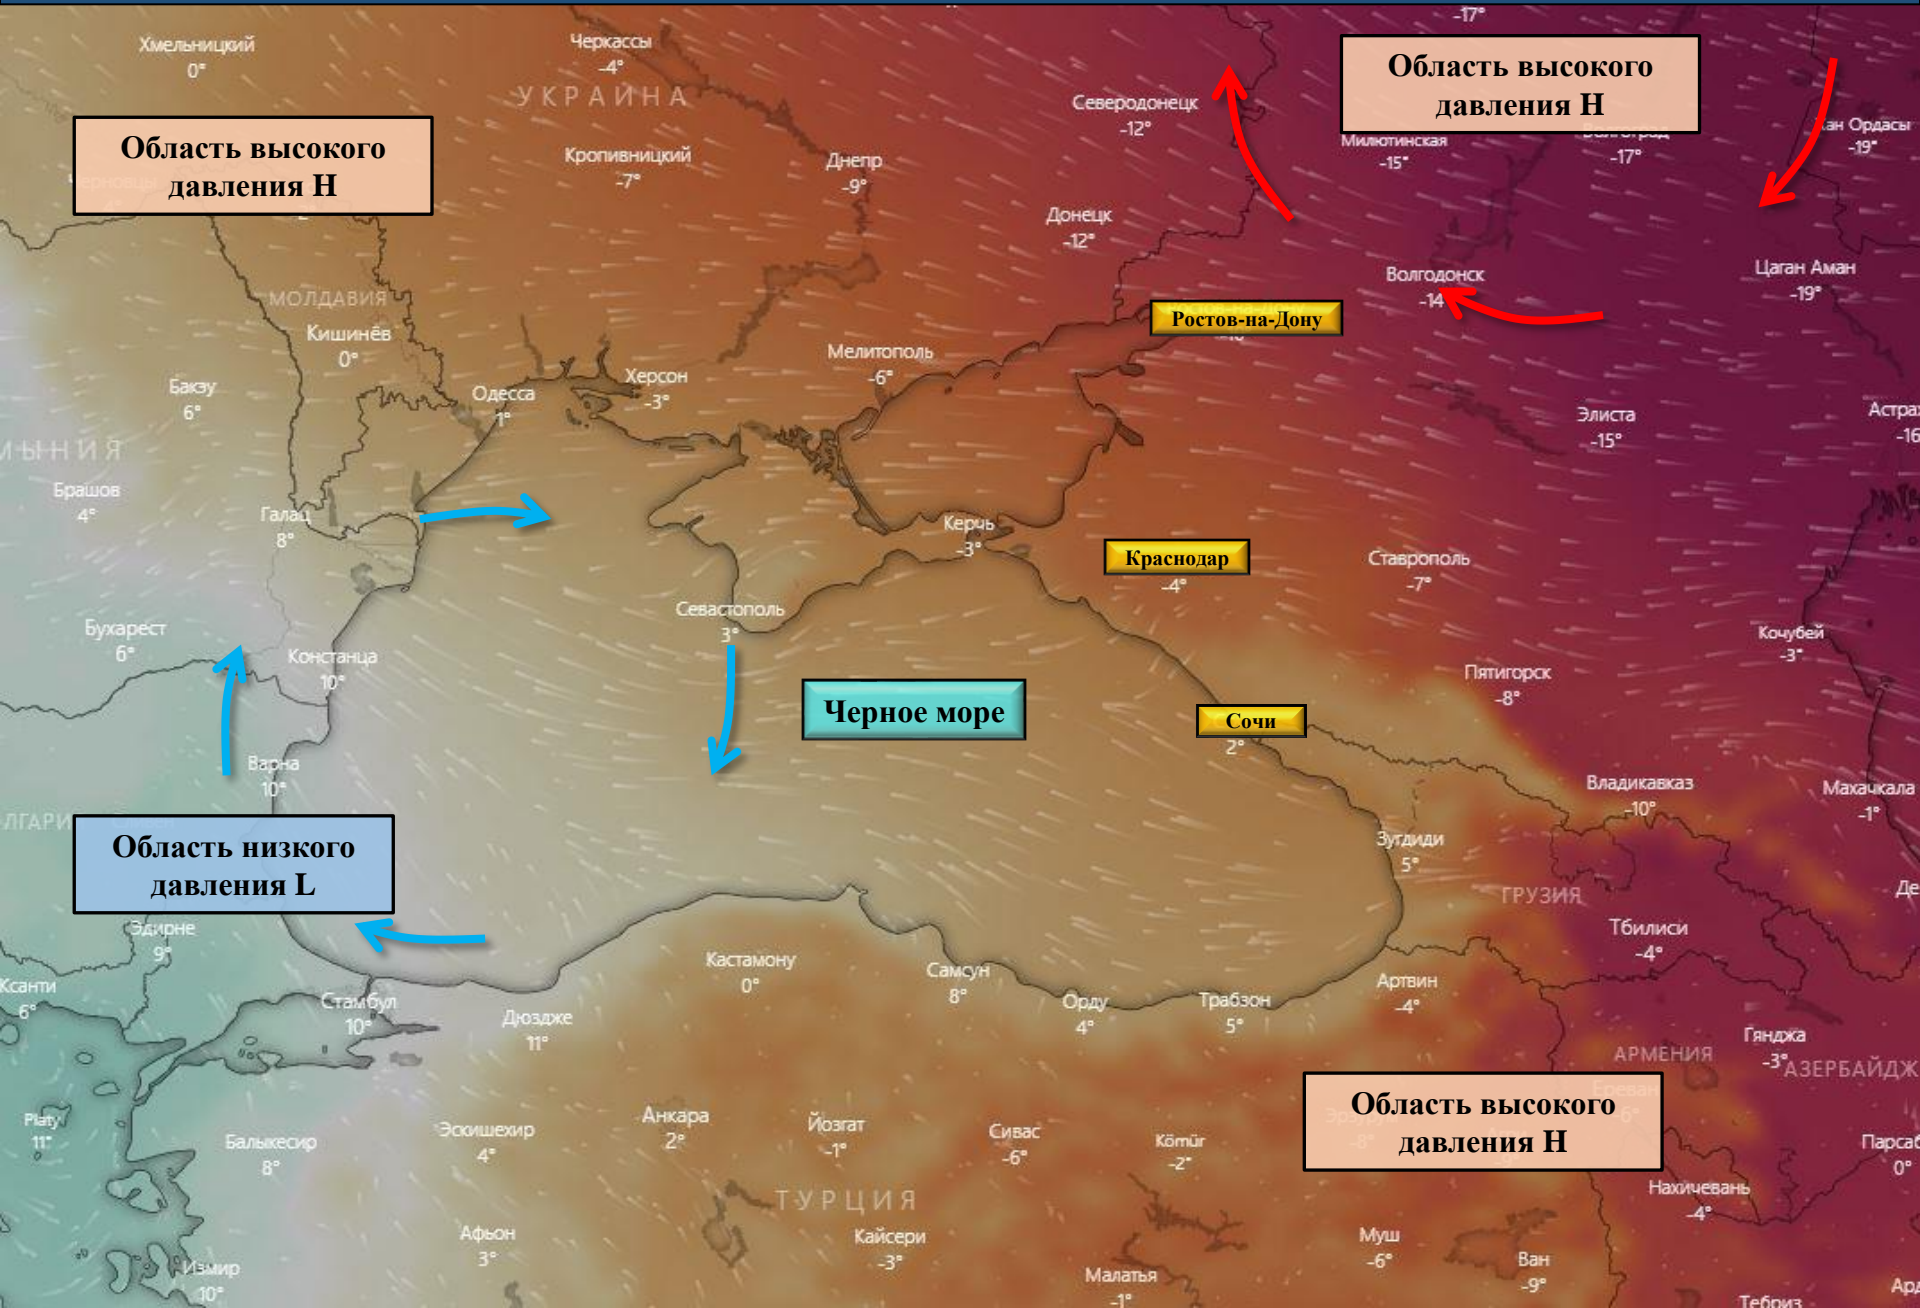 -17°
Хмельницкий
0°
Черкассы
-4°
УКРАИНА
Область высокого
давления H
Северодонецк
-12°
Милютинская
-15°
-17°
-19°
Область высокого
давления H
Кропивницкий
-7°
Днепр
-9°
Донецк
-12°
Волгодонск
-14
Цаган Аман
-19°
МОЛДАВИЯ
Кишинёв
0°
Ростов-на-Дону
Мелитополь
-6°
Бакэу
6°
Одесса
1°
Херсон
-3°
Элиста
-15°
Астрах
-16
Брашов
4°
Галац
8°
Керчь
-3°
Краснодар
-4°
Ставрополь
-7°
Севастополь
3°
Бухарест
6°
Констанца
10°
Кочубей
-3°
Пятигорск
-8°
Черное море
Сочи
2°
Варна
10°
Владикавказ
-10°
Махачкала
-1°
Область низкого
давления L
Зугдиди
5°
ГРУЗИЯ
Тбилиси
-4°
Эдирне
9°
Ксанти
6°
Стамбул
10°
Дюздже
11°
Кастамону
0°
Самсун
8°
Орду
4°
Трабзон
5°
Артвин
-4°
Гянджа
-3°
АРМЕНИЯ
АЗЕРБАЙДЖ
Область высокого
давления H
Platy
11°
Балыкесир
8°
Эскишехир
4°
Анкара
2°
Йозгат
-1°
Сивас
-6°
Kömür
-2°
Парсаб
0°
Нахичевань
-4°
ТУРЦИЯ
Афьон
3°
Кайсери
-3°
Муш
-6°
Ван
-9°
Измир
10°
Малатья
-1°
Тебриз